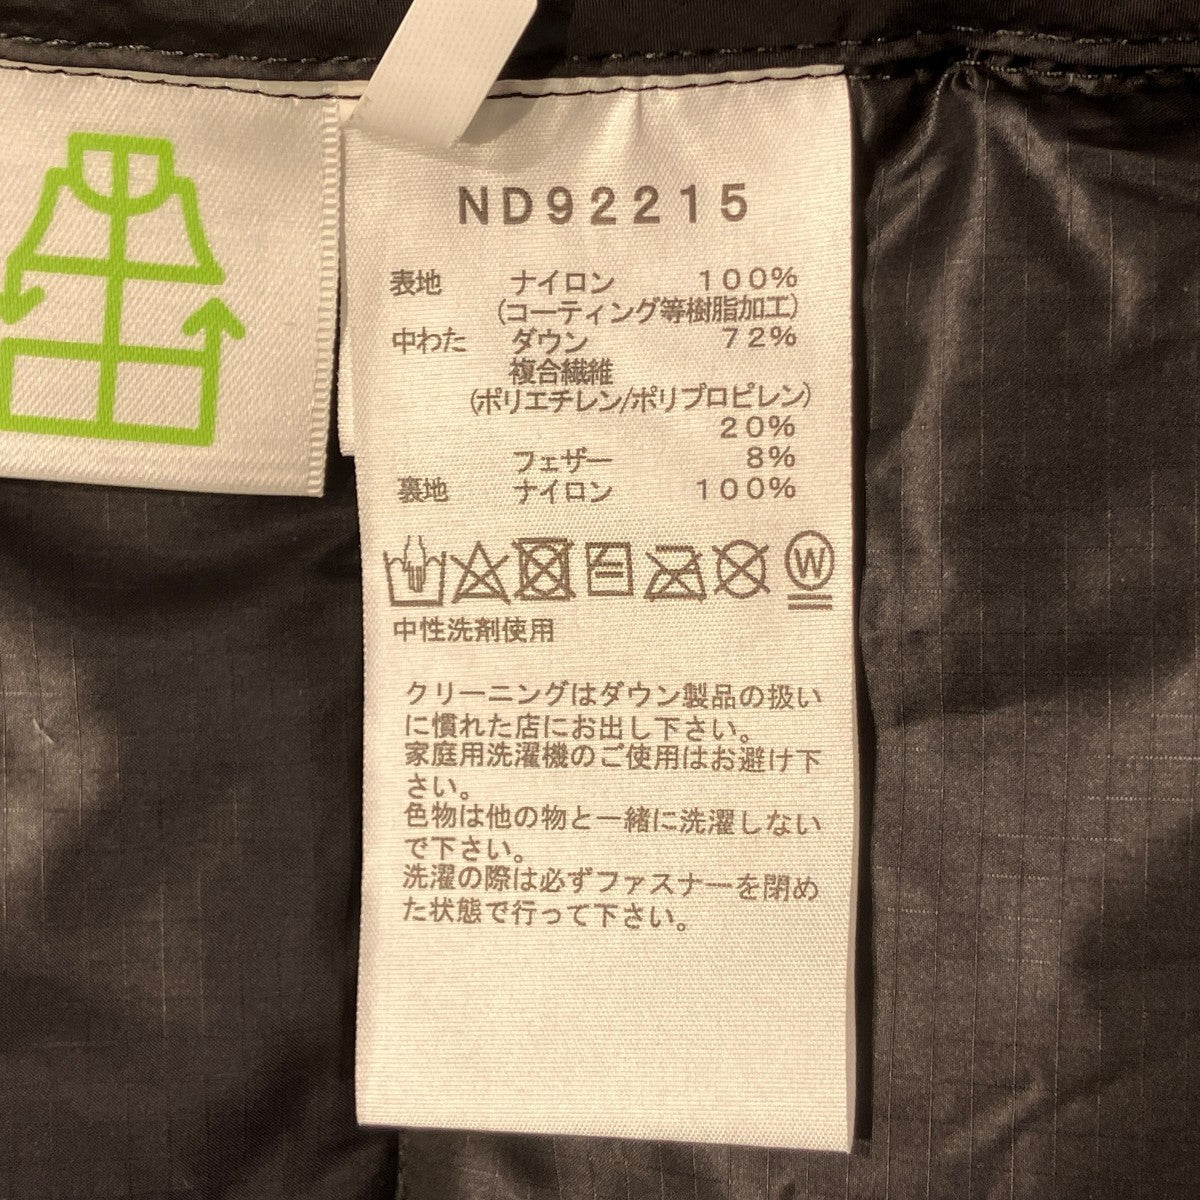 ND92215
表地 ナイロン 100%
(コーティング等樹脂加工)
中わた ダウン 72%
複合繊維
(ポリエチレン/ポリプロピレン)
20%
フェザー 8%
裏地 ナイロン 100%
W
中性洗剤使用
クリーニングはダウン製品の扱い
に慣れた店にお出し下さい。
家庭用洗濯機のご使用はお避け下
さい。
色物は他の物と一緒に洗濯しない
で下さい。
洗濯の際は必ずファスナーを閉め
た状態で行って下さい。